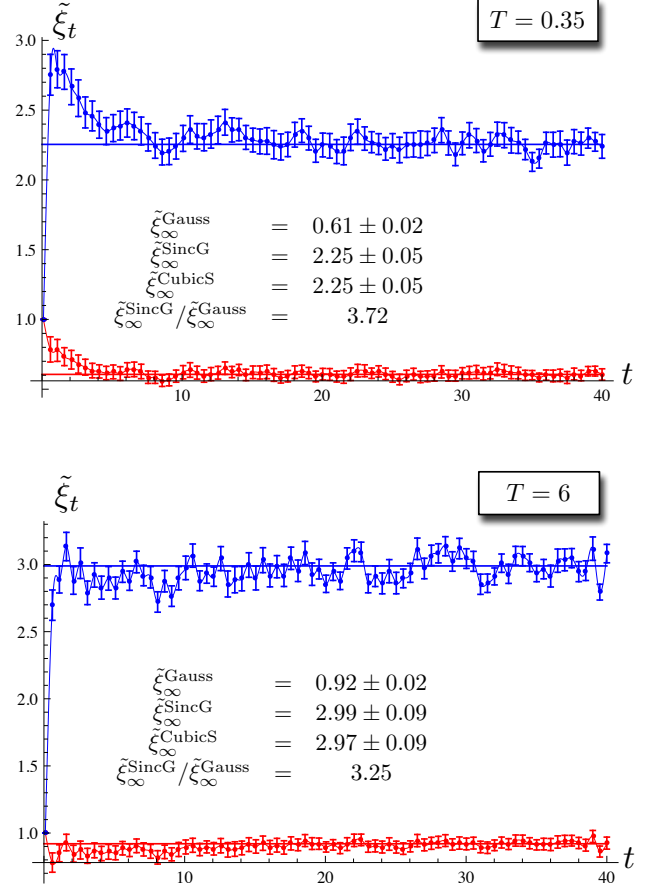 T = 0.35
ξ̃_t
3.0
2.5
2.0
1.5
1.0
ξ̃_∞^Gauss = 0.61 ± 0.02
ξ̃_∞^SincG = 2.25 ± 0.05
ξ̃_∞^CubicS = 2.25 ± 0.05
ξ̃_∞^SincG/ξ̃_∞^Gauss = 3.72
10 20 30 40 t
T = 6
ξ̃_t
3.0
2.5
2.0
1.5
1.0
ξ̃_∞^Gauss = 0.92 ± 0.02
ξ̃_∞^SincG = 2.99 ± 0.09
ξ̃_∞^CubicS = 2.97 ± 0.09
ξ̃_∞^SincG/ξ̃_∞^Gauss = 3.25
10 20 30 40 t